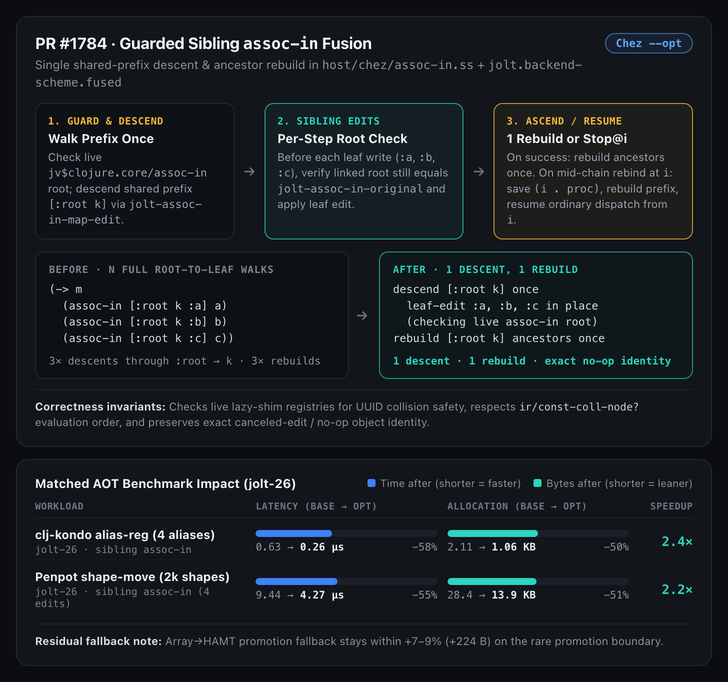 PR #1784 · Guarded Sibling assoc-in Fusion
Chez --opt
Single shared-prefix descent & ancestor rebuild in host/chez/assoc-in.ss + jolt.backend-
scheme.fused
1. GUARD & DESCEND
Walk Prefix Once
Check live
jv$clojure.core/assoc-in
root; descend shared prefix
[:root k] via jolt-assoc-
in-map-edit.
→
2. SIBLING EDITS
Per-Step Root Check
Before each leaf write (:a, :b,
:c), verify linked root still equals
jolt-assoc-in-original and
apply leaf edit.
→
3. ASCEND / RESUME
1 Rebuild or Stop@i
On success: rebuild ancestors
once. On mid-chain rebind at i:
save (i . proc), rebuild prefix,
resume ordinary dispatch from
i.
BEFORE · N FULL ROOT-TO-LEAF WALKS
(-> m
(assoc-in [:root k :a] a)
(assoc-in [:root k :b] b)
(assoc-in [:root k :c] c))
3× descents through :root → k · 3× rebuilds
→
AFTER · 1 DESCENT, 1 REBUILD
descend [:root k] once
leaf-edit :a, :b, :c in place
(checking live assoc-in root)
rebuild [:root k] ancestors once
1 descent · 1 rebuild · exact no-op identity
Correctness invariants: Checks live lazy-shim registries for UUID collision safety, respects ir/const-coll-node?
evaluation order, and preserves exact canceled-edit / no-op object identity.
Matched AOT Benchmark Impact (jolt-26)
Time after (shorter = faster)
Bytes after (shorter = leaner)
WORKLOAD
LATENCY (BASE → OPT)
ALLOCATION (BASE → OPT)
SPEEDUP
clj-kondo alias-reg (4 aliases)
jolt-26 · sibling assoc-in
0.63 → 0.26 µs
−58%
2.11 → 1.06 KB
−50%
2.4×
Penpot shape-move (2k shapes)
jolt-26 · sibling assoc-in (4
edits)
9.44 → 4.27 µs
−55%
28.4 → 13.9 KB
−51%
2.2×
Residual fallback note: Array→HAMT promotion fallback stays within +7–9% (+224 B) on the rare promotion boundary.